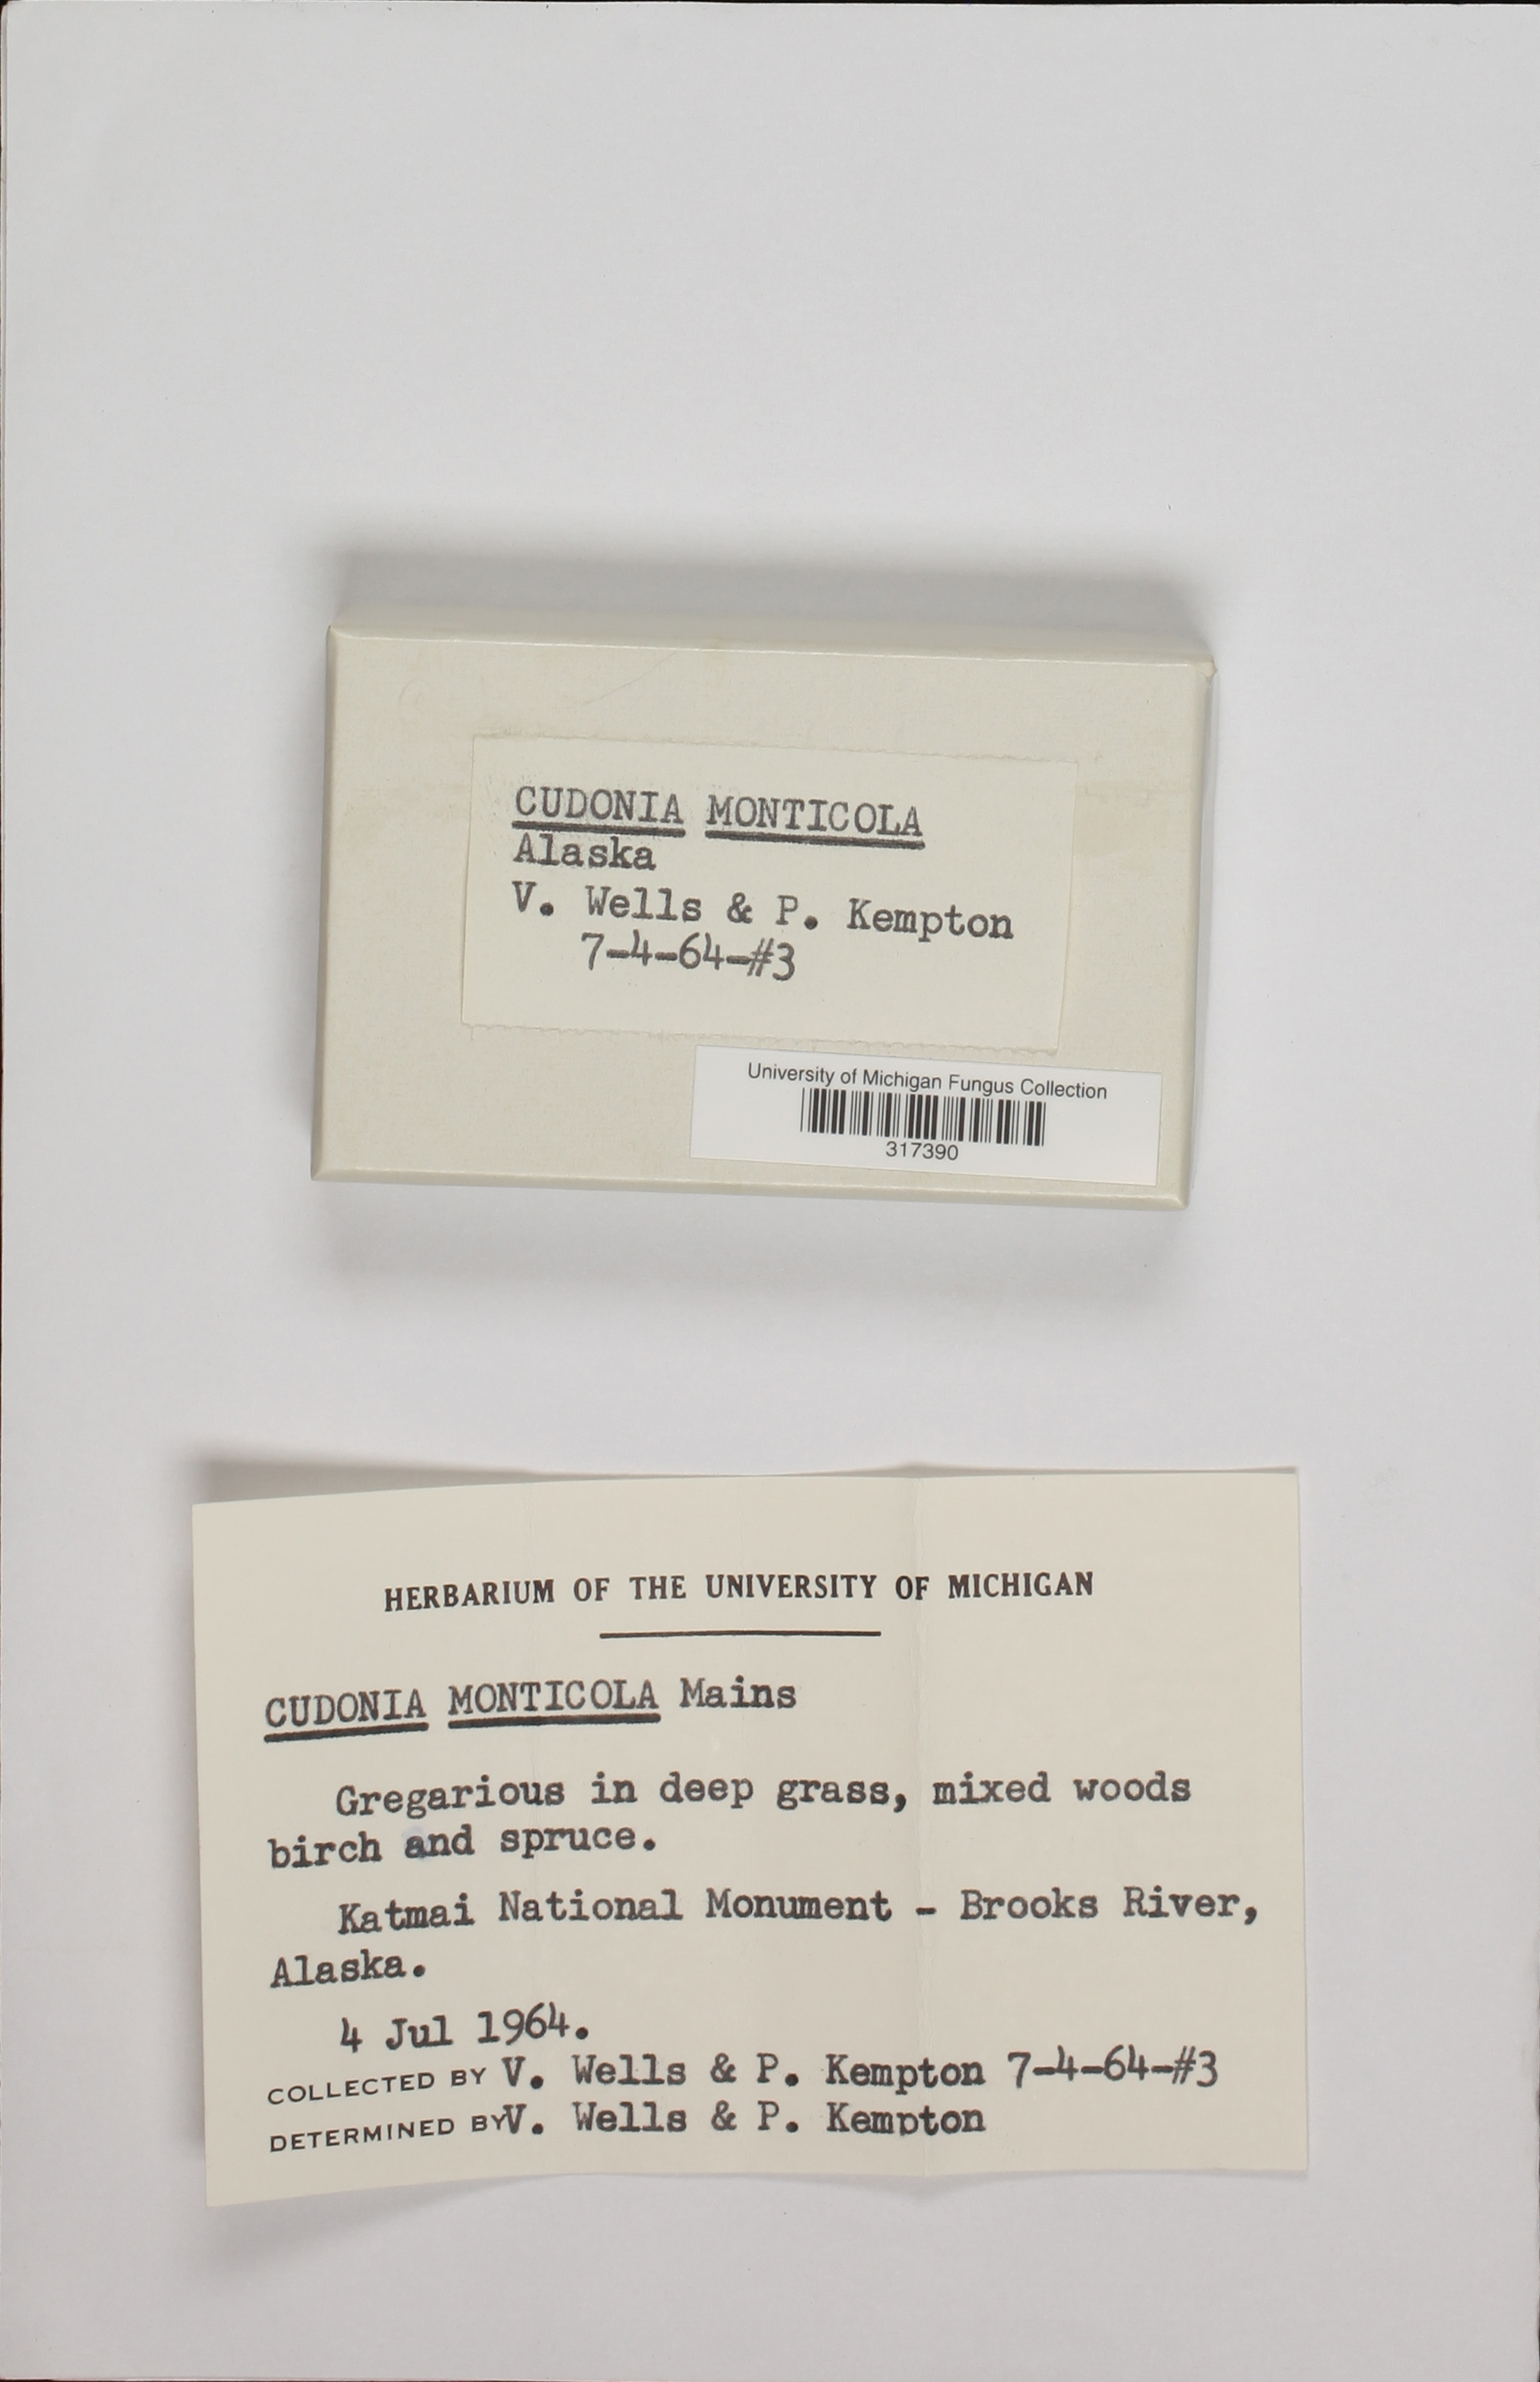 CUDONIA MONTICOLA
Alaska
V. Wells & P. Kempton
7-4-64-#3
University of Michigan Fungus Collection
317390
HERBARIUM OF THE UNIVERSITY OF MICHIGAN
CUDONIA MONTICOLA Mains
Gregarious in deep grass, mixed woods
birch and spruce.
Katmai National Monument - Brooks River,
Alaska.
4 Jul 1964.
COLLECTED BY V. Wells & P. Kempton 7-4-64-#3
DETERMINED BY V. Wells & P. Kempton